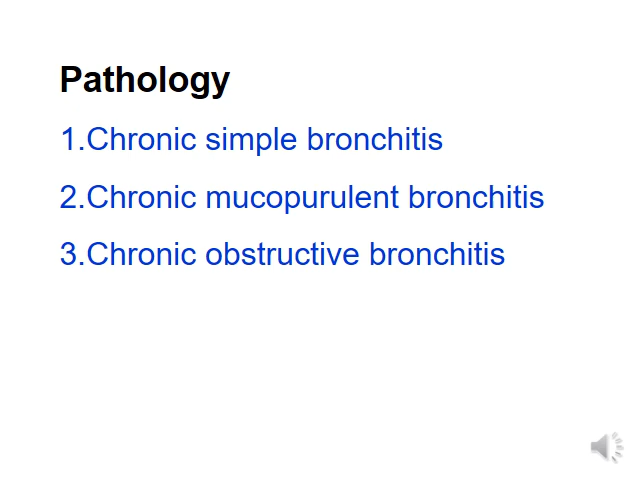 Pathology
1.Chronic simple bronchitis
2.Chronic mucopurulent bronchitis
3.Chronic obstructive bronchitis